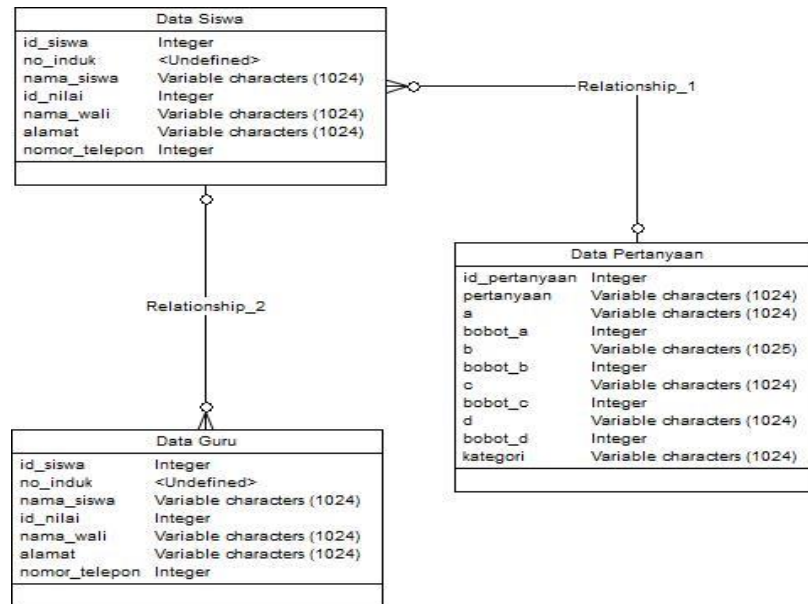 Data Siswa
id_siswa Integer
no_induk <Undefined>
nama_siswa Variable characters (1024)
id_nilai Integer
nama_wali Variable characters (1024)
alamat Variable characters (1024)
nomor_telepon Integer
Relationship_1
Relationship_2
Data Pertanyaan
id_pertanyaan Integer
pertanyaan Variable characters (1024)
a Variable characters (1024)
bobot_a Integer
b Variable characters (1025)
bobot_b Integer
c Variable characters (1024)
bobot_c Integer
d Variable characters (1024)
bobot_d Integer
kategori Variable characters (1024)
Data Guru
id_siswa Integer
no_induk <Undefined>
nama_siswa Variable characters (1024)
id_nilai Integer
nama_wali Variable characters (1024)
alamat Variable characters (1024)
nomor_telepon Integer